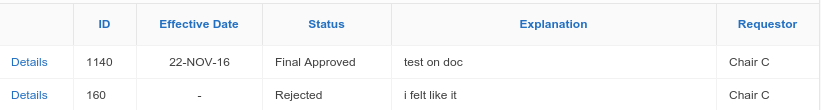 ID Effective Date Status Explanation Requestor
Details 1140 22-NOV-16 Final Approved test on doc Chair C
Details 160 - Rejected i felt like it Chair C